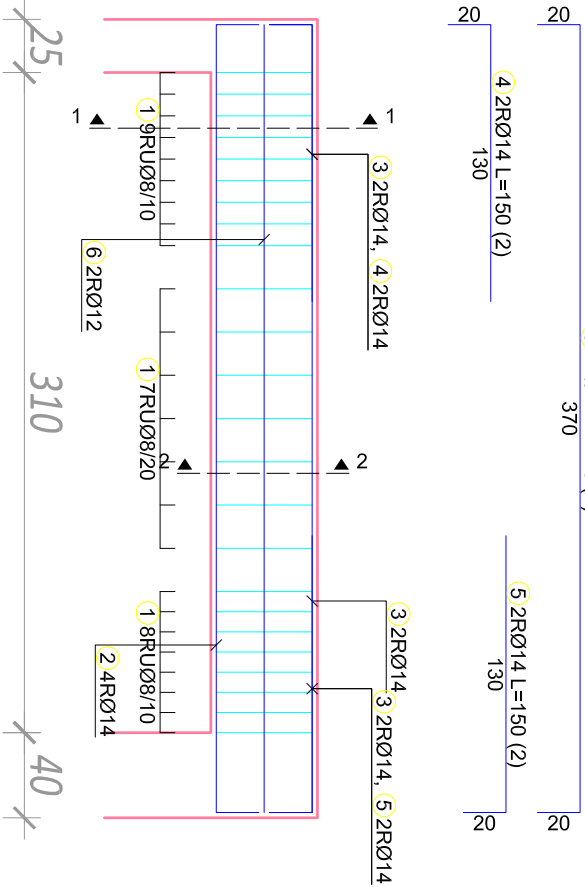 20
20
④ 2RØ14 L=150 (2)
130
370
⑤ 2RØ14 L=150 (2)
130
20
20
③ 2RØ14, ④ 2RØ14
③ 2RØ14
③ 2RØ14, ⑤ 2RØ14
1
1
2
2
① 9RUØ8/10
① 7RUØ8/20
① 8RUØ8/10
⑥ 2RØ12
② 4RØ14
25
310
40